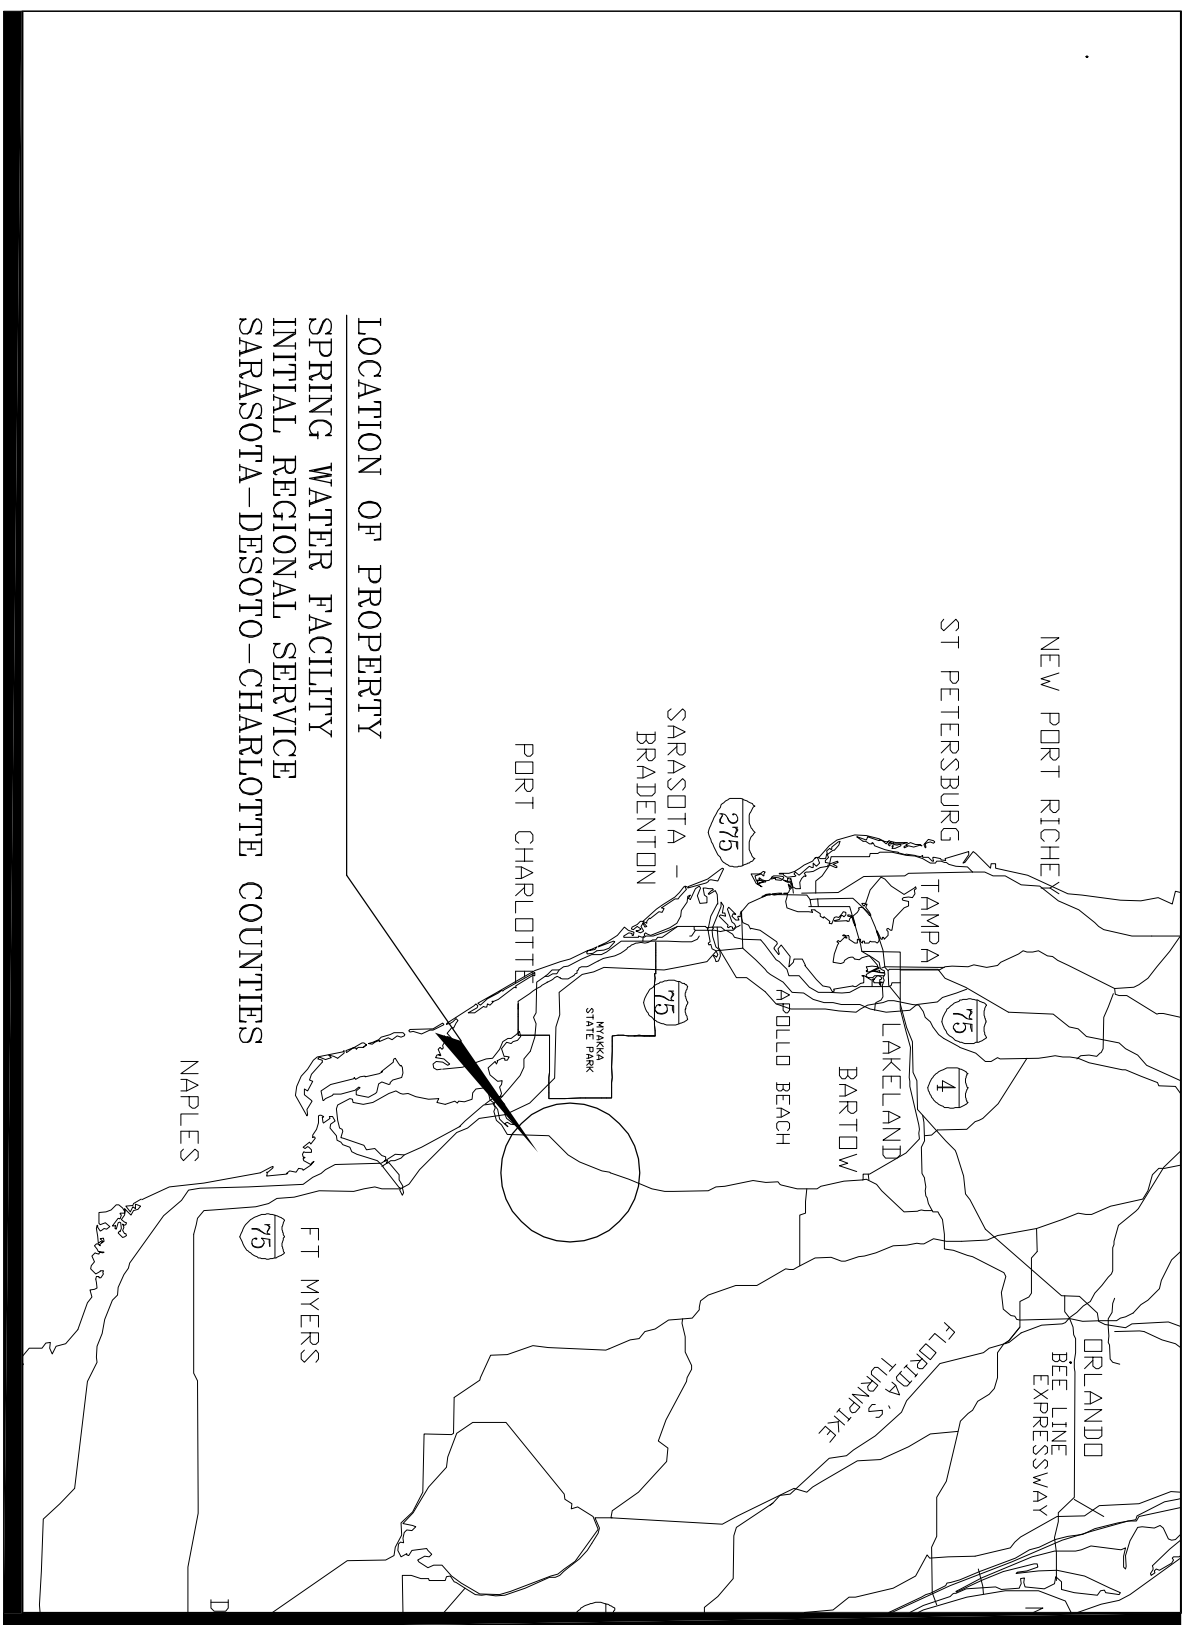 NEW PORT RICHEY
ST PETERSBURG
TAMPA
LAKELAND
BARTOW
ORLANDO
BEE LINE
EXPRESSWAY
FLORIDA'S
TURNPIKE
275
75
4
APOLLO BEACH
SARASOTA -
BRADENTON
75
MYAKKA
STATE PARK
PORT CHARLOTTE
LOCATION OF PROPERTY
SPRING WATER FACILITY
INITIAL REGIONAL SERVICE
SARASOTA-DESOTO-CHARLOTTE COUNTIES
FT MYERS
75
NAPLES
D